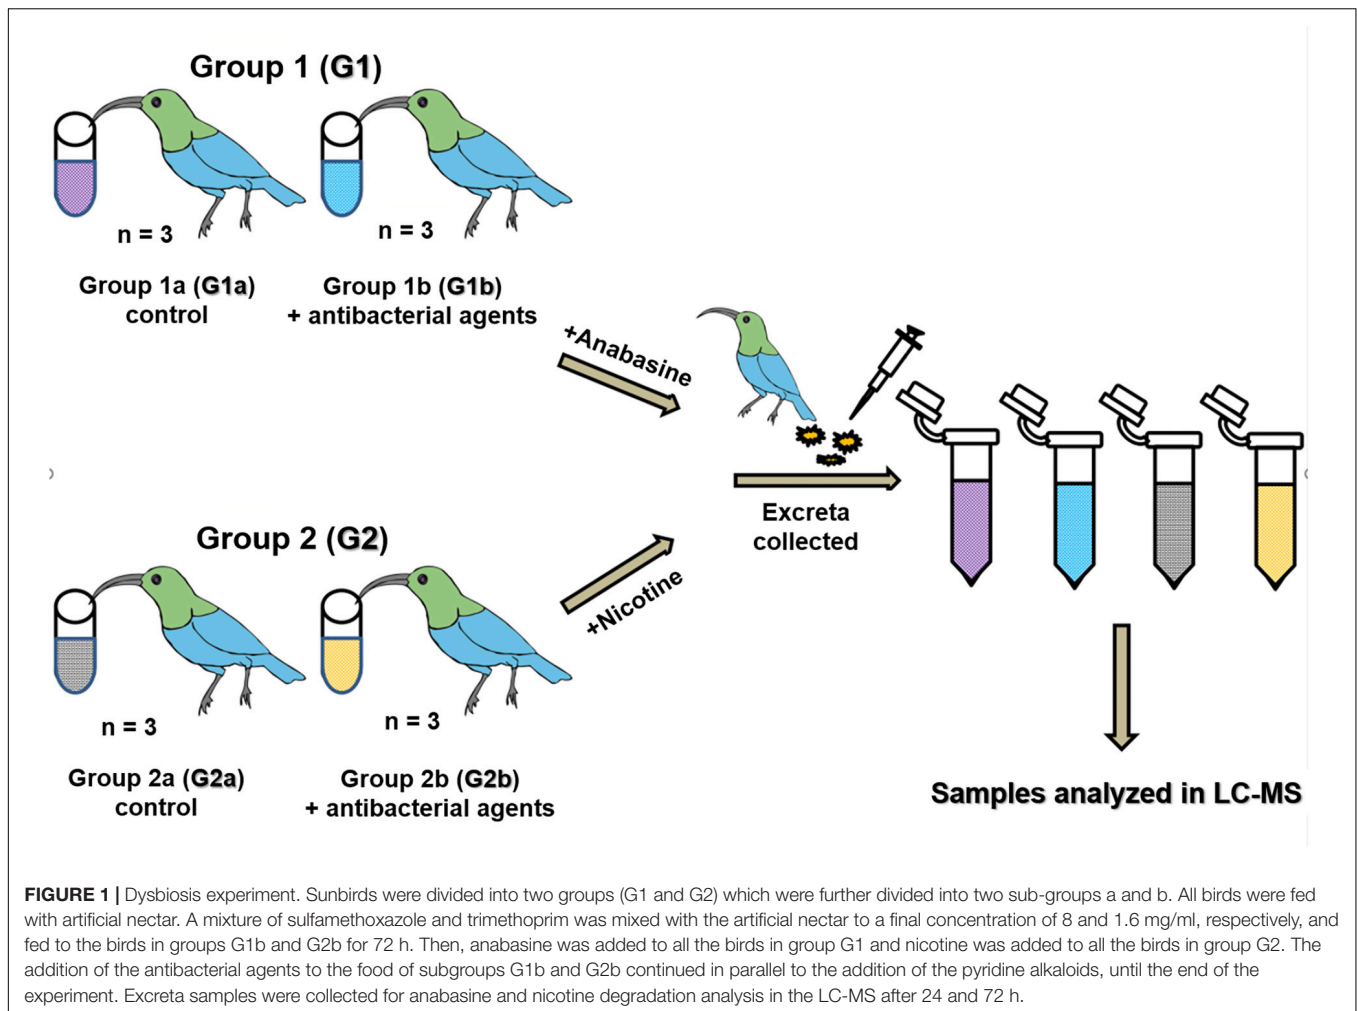 Group 1 (G1)
n = 3
n = 3
Group 1a (G1a)
control
Group 1b (G1b)
+ antibacterial agents
+Anabasine
Excreta
collected
Group 2 (G2)
+Nicotine
n = 3
n = 3
Group 2a (G2a)
control
Group 2b (G2b)
+ antibacterial agents
Samples analyzed in LC-MS
FIGURE 1 | Dysbiosis experiment. Sunbirds were divided into two groups (G1 and G2) which were further divided into two sub-groups a and b. All birds were fed
with artificial nectar. A mixture of sulfamethoxazole and trimethoprim was mixed with the artificial nectar to a final concentration of 8 and 1.6 mg/ml, respectively, and
fed to the birds in groups G1b and G2b for 72 h. Then, anabasine was added to all the birds in group G1 and nicotine was added to all the birds in group G2. The
addition of the antibacterial agents to the food of subgroups G1b and G2b continued in parallel to the addition of the pyridine alkaloids, until the end of the
experiment. Excreta samples were collected for anabasine and nicotine degradation analysis in the LC-MS after 24 and 72 h.